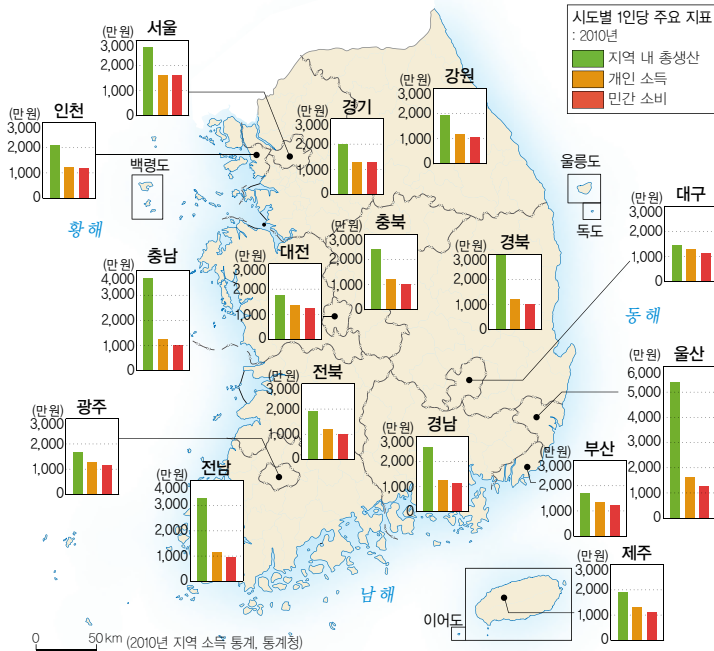 시도별 1인당 주요 지표
: 2010년
지역 내 총생산
개인 소득
민간 소비
서울
(만원)
3,000
2,000
1,000
0
인천
(만원)
3,000
2,000
1,000
0
경기
(만원)
3,000
2,000
1,000
0
강원
(만원)
3,000
2,000
1,000
0
백령도
황해
울릉도
독도
대구
(만원)
3,000
2,000
1,000
0
충남
(만원)
4,000
3,000
2,000
1,000
0
대전
(만원)
3,000
2,000
1,000
0
충북
(만원)
3,000
2,000
1,000
0
경북
(만원)
3,000
2,000
1,000
0
동해
울산
(만원)
6,000
5,000
4,000
3,000
2,000
1,000
0
광주
(만원)
3,000
2,000
1,000
0
전북
(만원)
3,000
2,000
1,000
0
경남
(만원)
3,000
2,000
1,000
0
부산
(만원)
3,000
2,000
1,000
0
전남
(만원)
4,000
3,000
2,000
1,000
0
제주
(만원)
3,000
2,000
1,000
0
남해
이어도
0 50km (2010년 지역 소득 통계, 통계청)